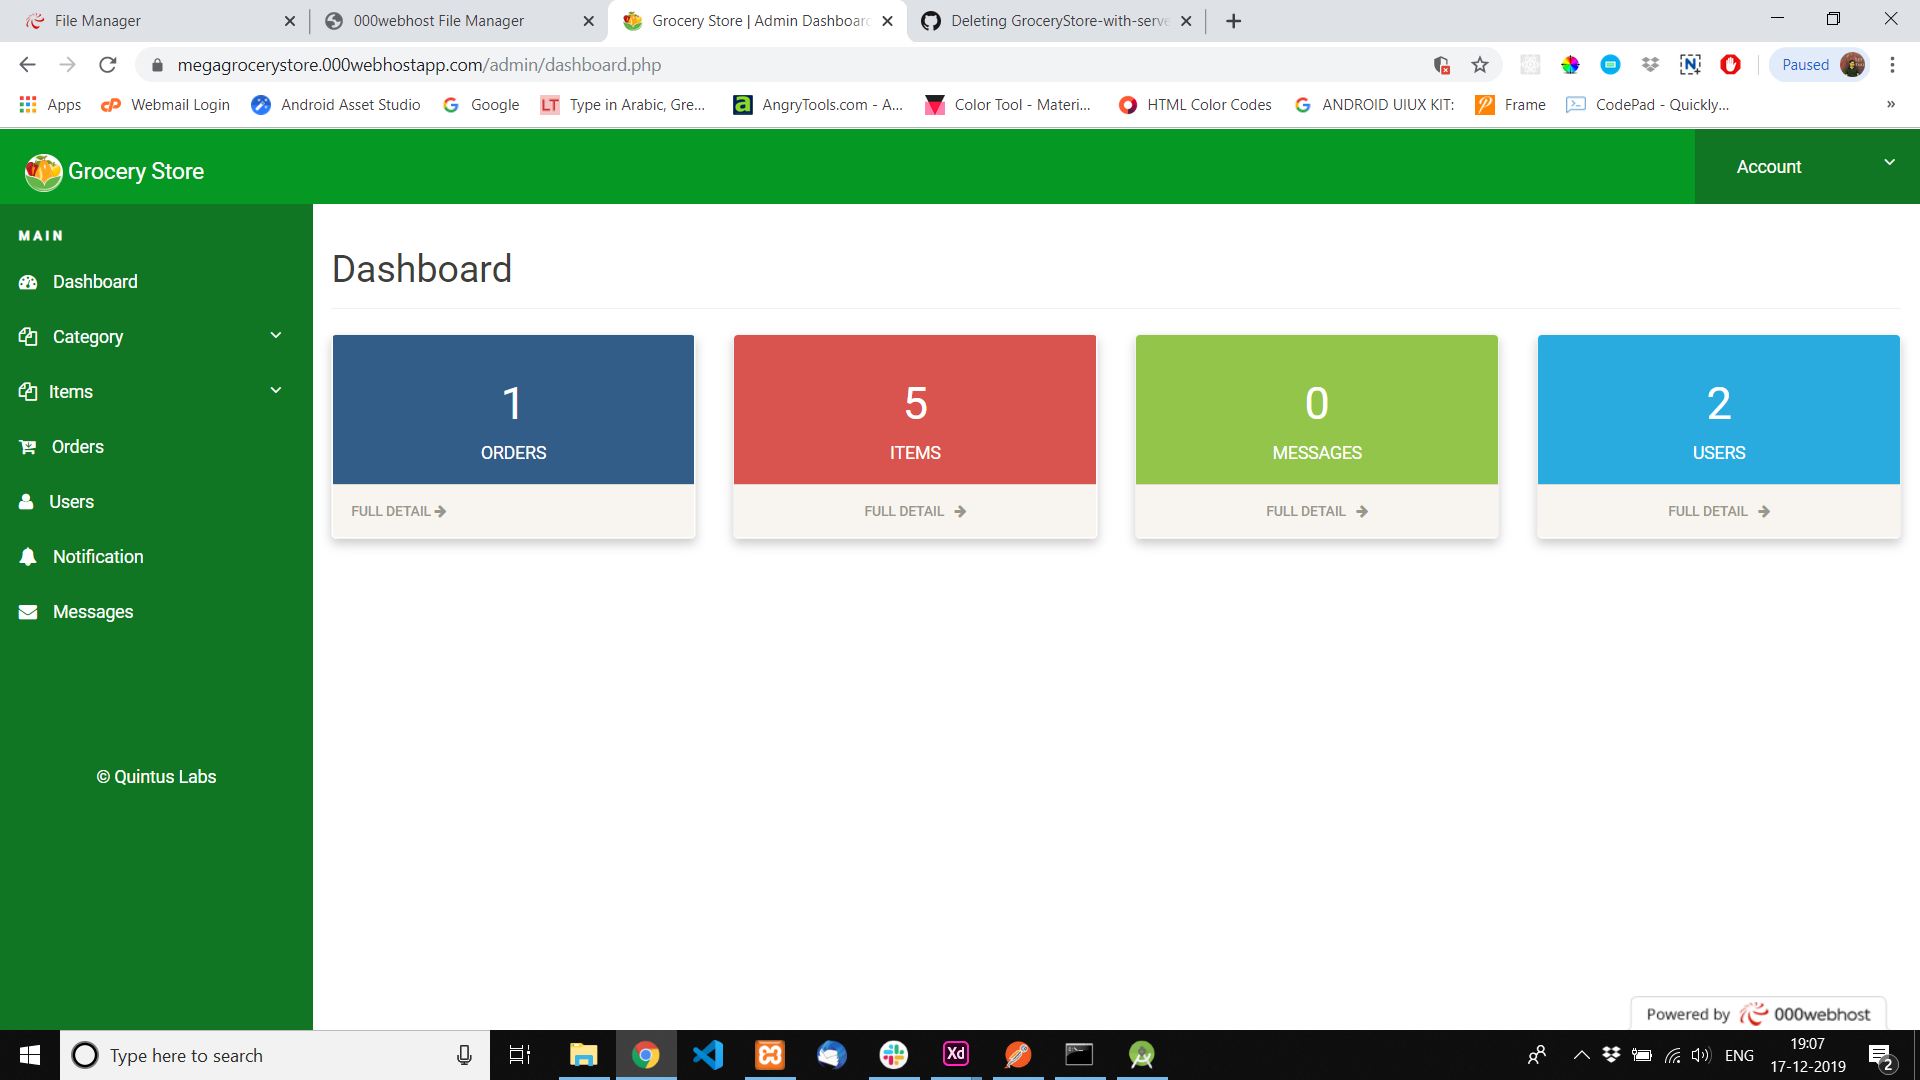 File Manager
000webhost File Manager
Grocery Store | Admin Dashboard
Deleting GroceryStore-with-serve
megagrocerystore.000webhostapp.com/admin/dashboard.php
Paused
Apps
Webmail Login
Android Asset Studio
Google
LT
Type in Arabic, Gre...
AngryTools.com - A...
Color Tool - Materi...
HTML Color Codes
ANDROID UIUX KIT:
Frame
CodePad - Quickly...
»
Grocery Store
Account
MAIN
Dashboard
Category
Items
Orders
Users
Notification
Messages
© Quintus Labs
Dashboard
1
ORDERS
FULL DETAIL
5
ITEMS
FULL DETAIL
0
MESSAGES
FULL DETAIL
2
USERS
FULL DETAIL
Powered by 000webhost
Type here to search
Xd
ENG
19:07
17-12-2019
2